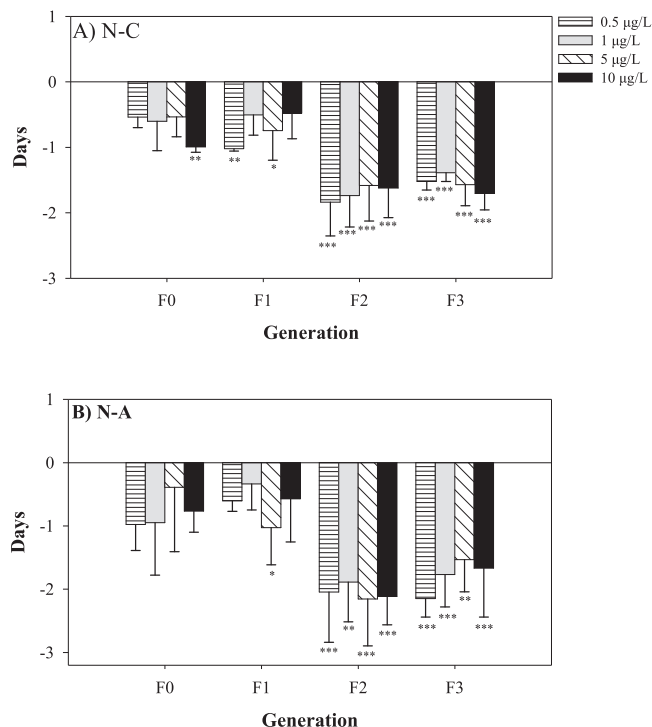 A) N-C
0.5 μg/L
1 μg/L
5 μg/L
10 μg/L
1
0
-1
-2
-3
Days
**
**
*
***
***
***
***
***
***
***
***
F0
F1
F2
F3
Generation
B) N-A
1
0
-1
-2
-3
Days
*
***
**
***
***
***
***
**
***
F0
F1
F2
F3
Generation